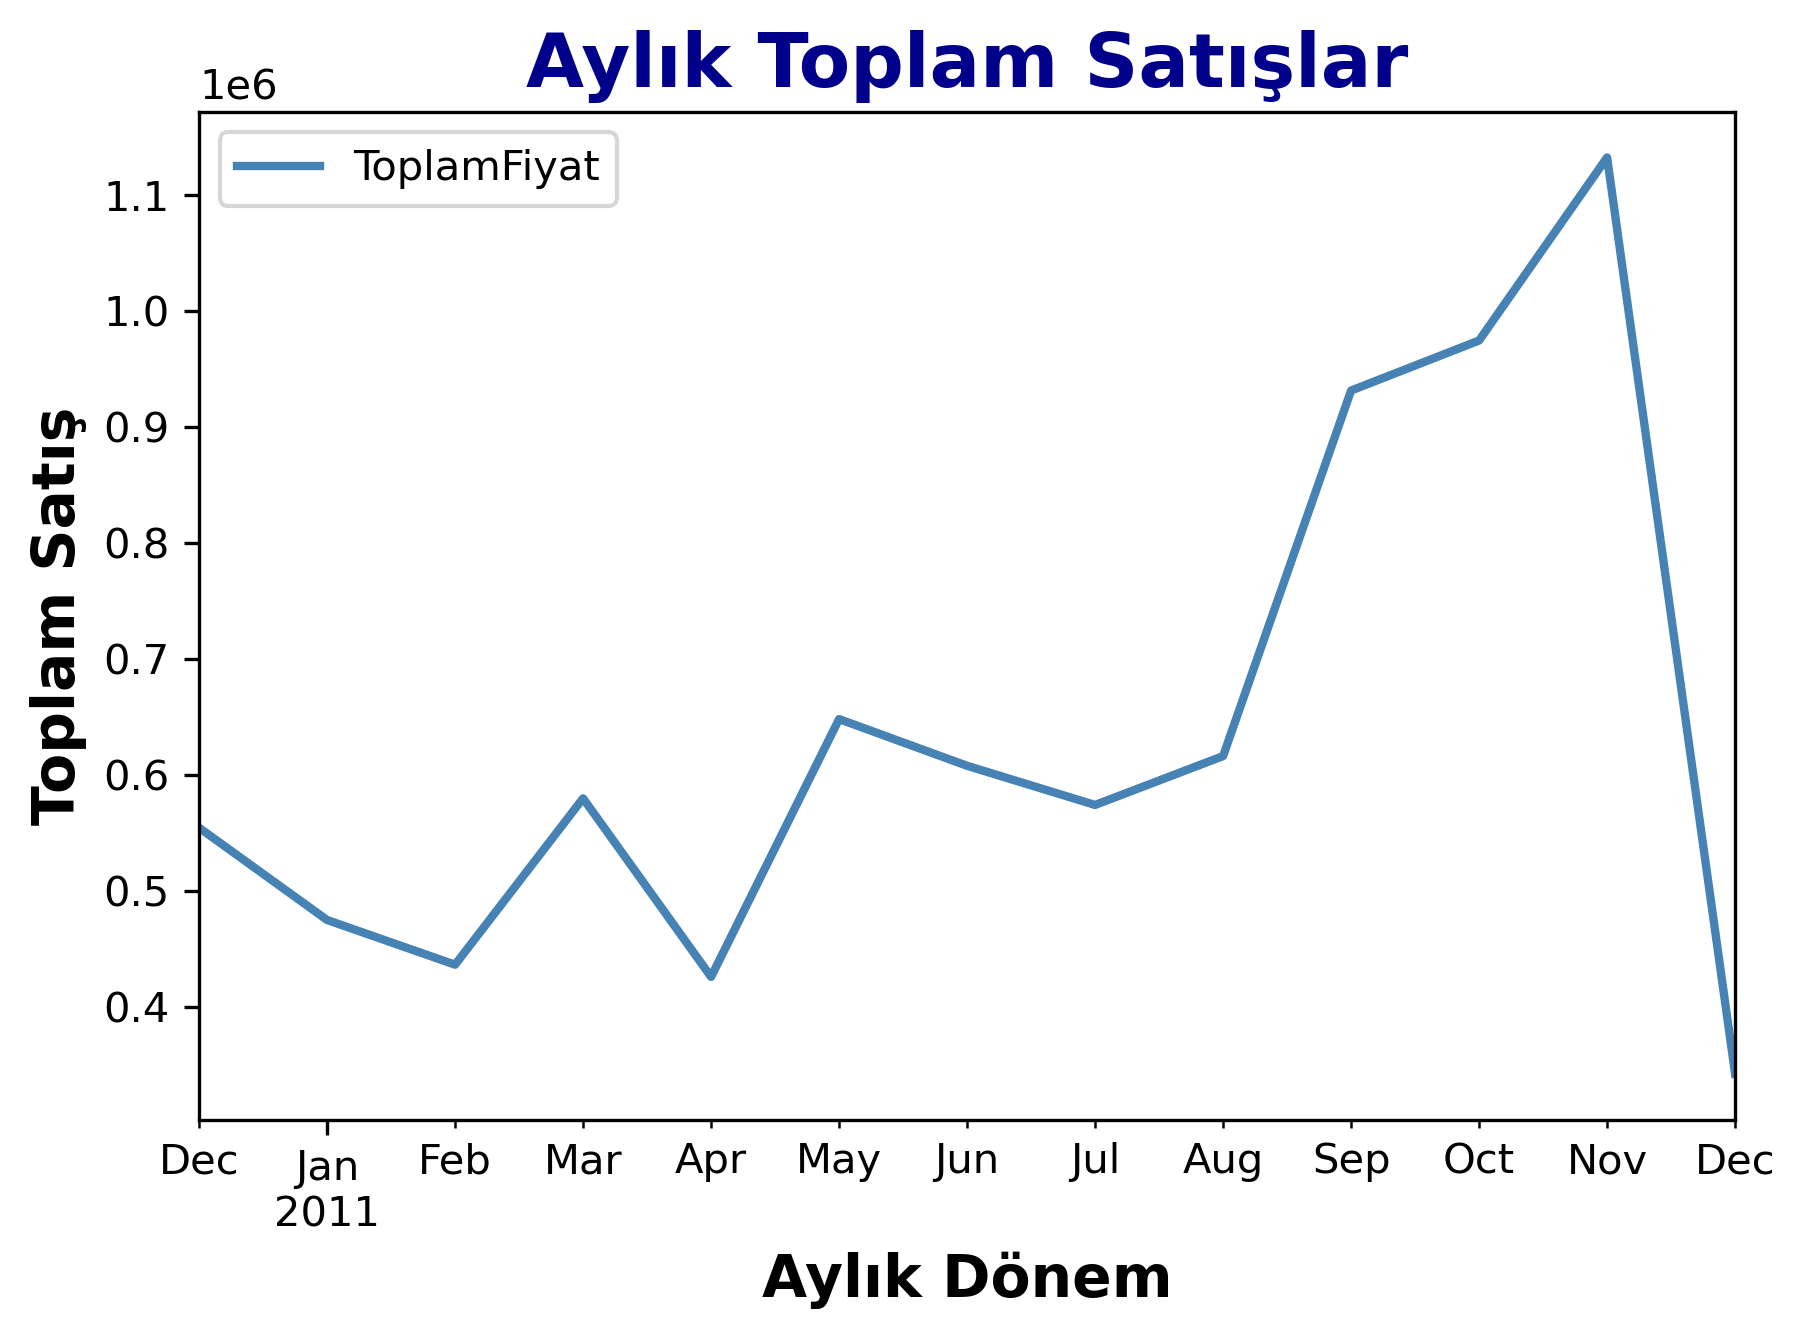 Aylık Toplam Satışlar
1e6
ToplamFiyat
1.1
1.0
0.9
0.8
0.7
0.6
0.5
0.4
Toplam Satış
Dec Jan Feb Mar Apr May Jun Jul Aug Sep Oct Nov Dec
2011
Aylık Dönem